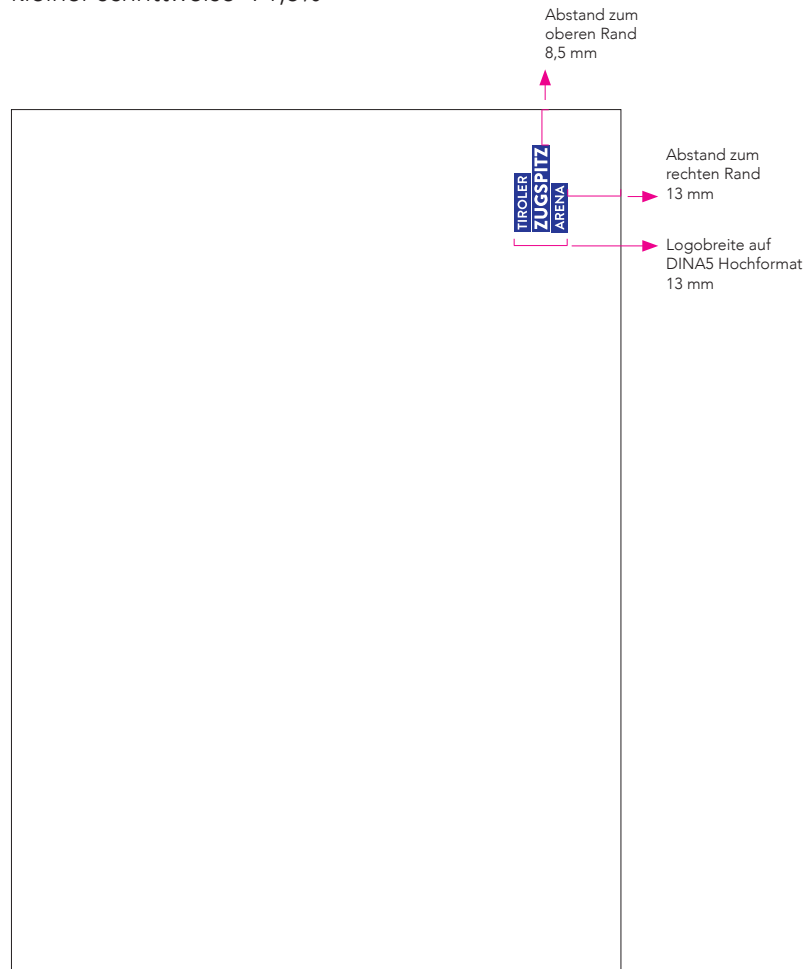 Abstand zum
oberen Rand
8,5 mm
TIROLER
ZUGSPITZ
ARENA
Abstand zum
rechten Rand
13 mm
Logobreite auf
DINA5 Hochformat
13 mm